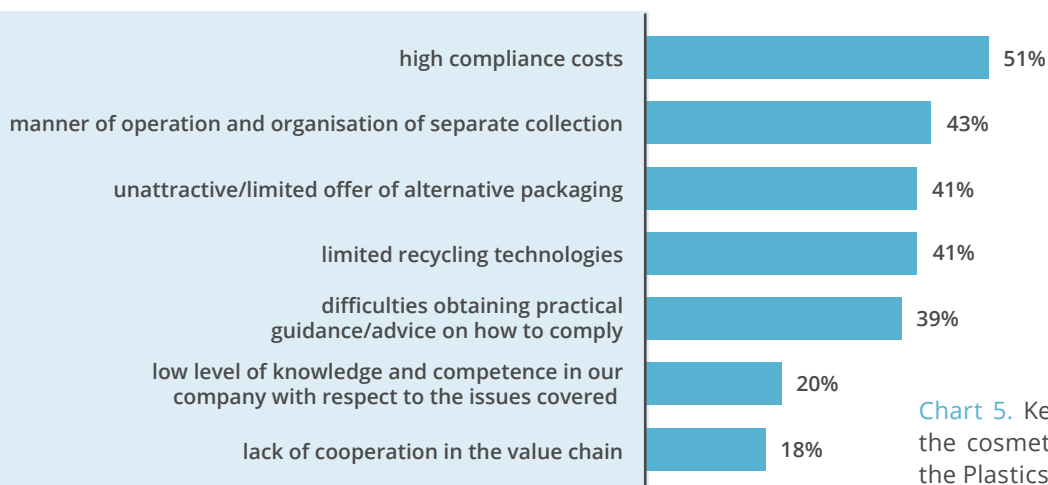 high compliance costs 51%
manner of operation and organisation of separate collection 43%
unattractive/limited offer of alternative packaging 41%
limited recycling technologies 41%
difficulties obtaining practical
guidance/advice on how to comply 39%
low level of knowledge and competence in our
company with respect to the issues covered 20%
lack of cooperation in the value chain 18%
Chart 5. Ke
the cosmet
the Plastics